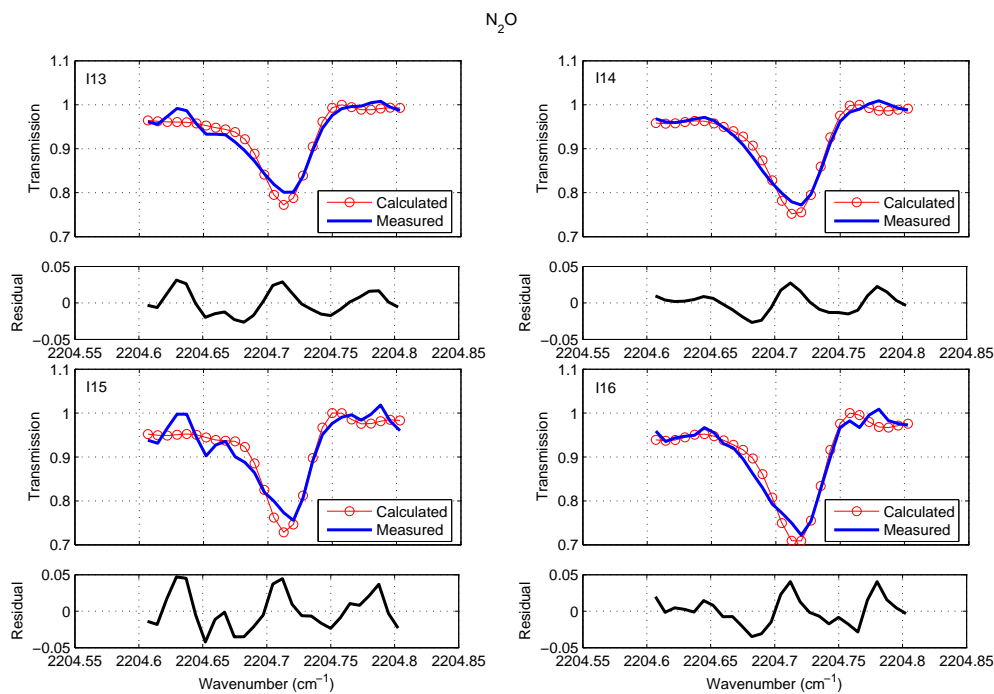 N₂O
I13
Transmission
1.1
1
0.9
0.8
0.7
Calculated
Measured
Residual
0.05
0
−0.05
2204.55 2204.6 2204.65 2204.7 2204.75 2204.8 2204.85
I14
Transmission
1.1
1
0.9
0.8
0.7
Calculated
Measured
Residual
0.05
0
−0.05
2204.55 2204.6 2204.65 2204.7 2204.75 2204.8 2204.85
I15
Transmission
1.1
1
0.9
0.8
0.7
Calculated
Measured
Residual
0.05
0
−0.05
2204.55 2204.6 2204.65 2204.7 2204.75 2204.8 2204.85
Wavenumber (cm⁻¹)
I16
Transmission
1.1
1
0.9
0.8
0.7
Calculated
Measured
Residual
0.05
0
−0.05
2204.55 2204.6 2204.65 2204.7 2204.75 2204.8 2204.85
Wavenumber (cm⁻¹)